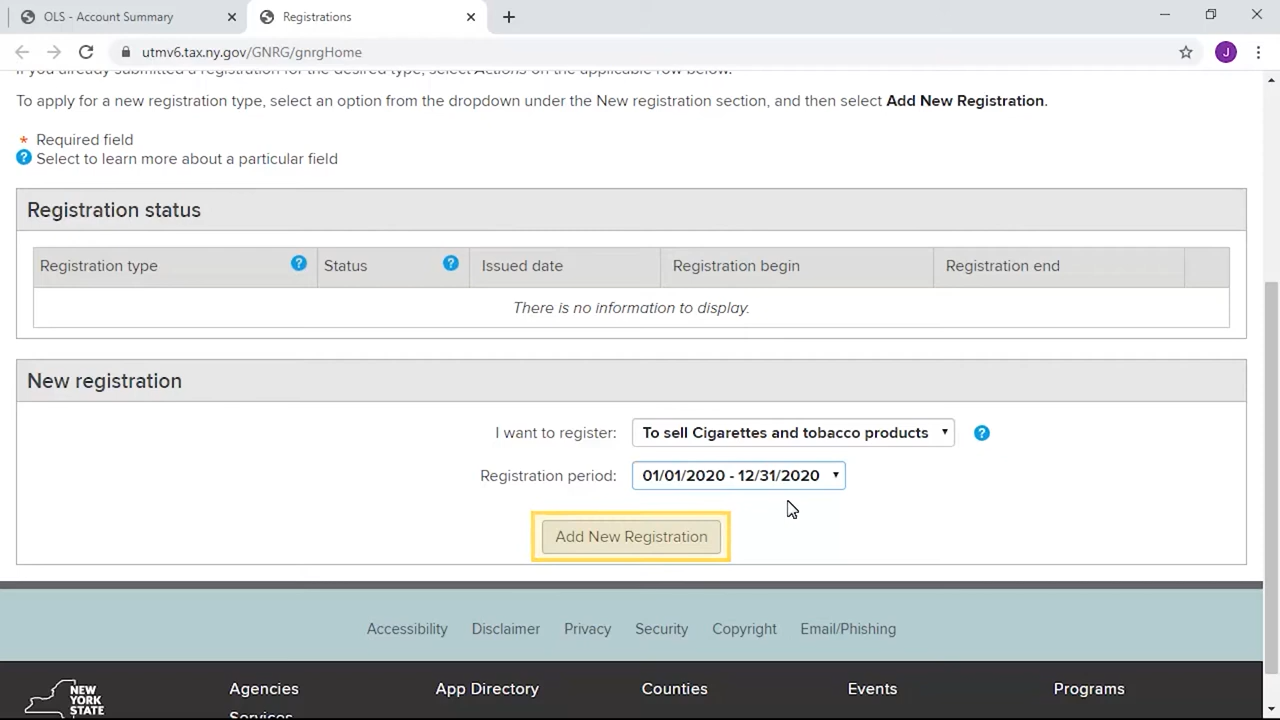 OLS - Account Summary
Registrations
utmv6.tax.ny.gov/GNRG/gnrgHome
J
If you already submitted a registration for the desired type, select Actions on the applicable row below.
To apply for a new registration type, select an option from the dropdown under the New registration section, and then select Add New Registration.
* Required field
? Select to learn more about a particular field
Registration status
Registration type ? Status ? Issued date Registration begin Registration end
There is no information to display.
New registration
I want to register: To sell Cigarettes and tobacco products ?
Registration period: 01/01/2020 - 12/31/2020
Add New Registration
Accessibility Disclaimer Privacy Security Copyright Email/Phishing
NEW YORK STATE
Agencies App Directory Counties Events Programs
Services